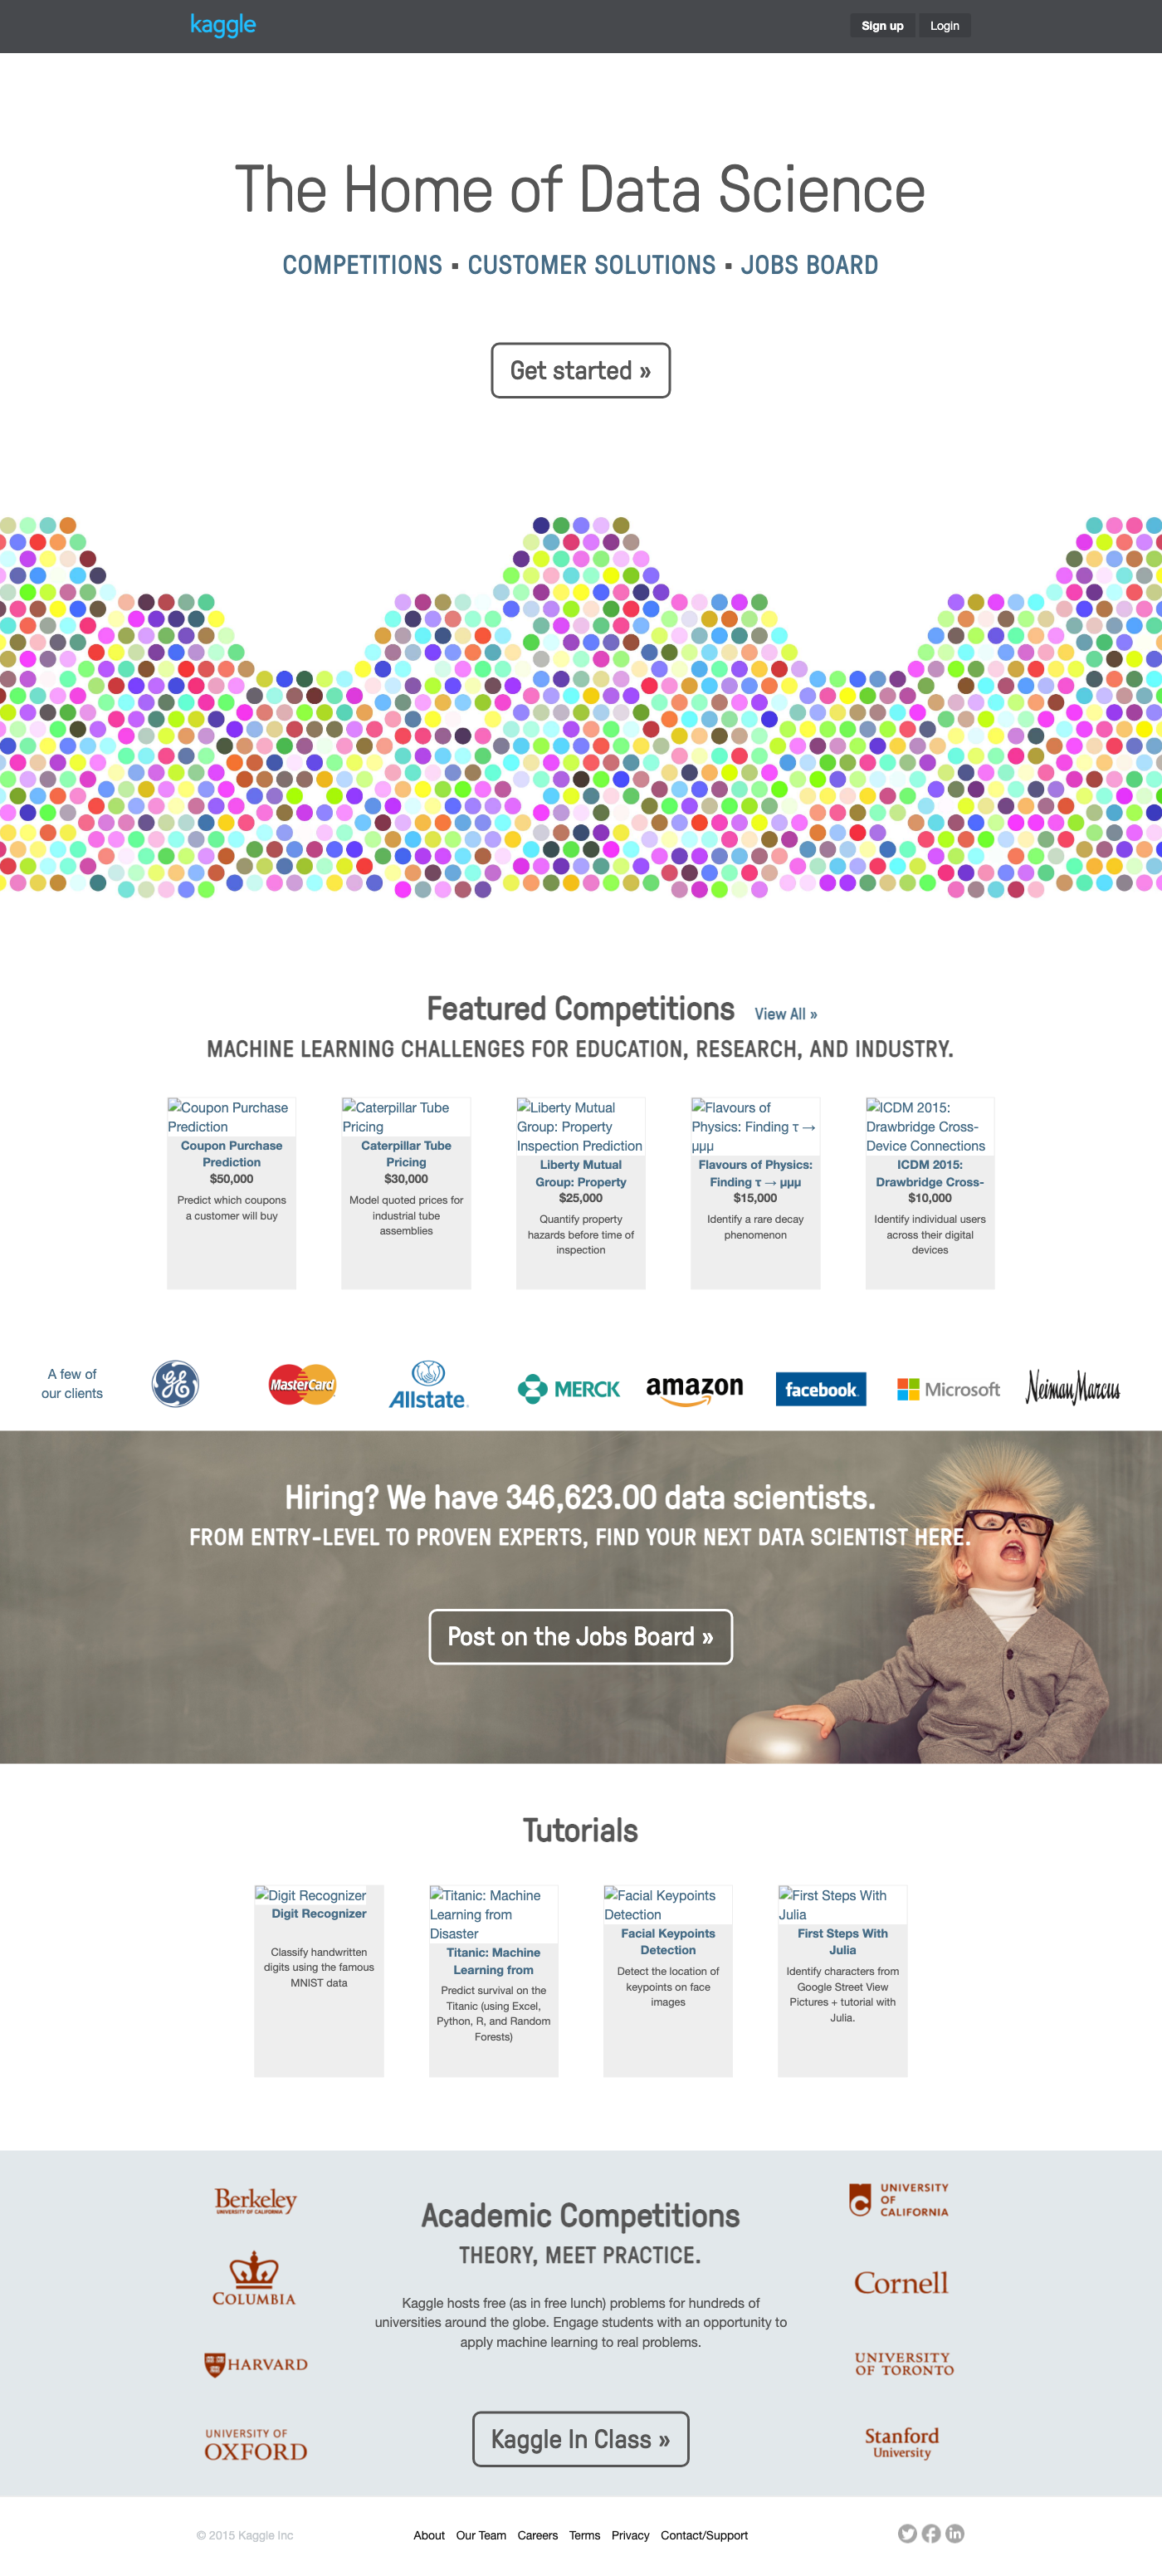 kaggle
Sign up
Login
The Home of Data Science
COMPETITIONS ▪ CUSTOMER SOLUTIONS ▪ JOBS BOARD
Get started »
Featured Competitions
View All »
MACHINE LEARNING CHALLENGES FOR EDUCATION, RESEARCH, AND INDUSTRY.
Coupon Purchase
Prediction
Coupon Purchase
Prediction
$50,000
Predict which coupons
a customer will buy
Caterpillar Tube
Pricing
Caterpillar Tube
Pricing
$30,000
Model quoted prices for
industrial tube
assemblies
Liberty Mutual
Group: Property
Inspection Prediction
Liberty Mutual
Group: Property
$25,000
Quantify property
hazards before time of
inspection
Flavours of
Physics: Finding τ →
μμμ
Flavours of Physics:
Finding τ → μμμ
$15,000
Identify a rare decay
phenomenon
ICDM 2015:
Drawbridge Cross-
Device Connections
ICDM 2015:
Drawbridge Cross-
$10,000
Identify individual users
across their digital
devices
A few of
our clients
GE
MasterCard
Allstate.
MERCK
amazon
facebook.
Microsoft
Neiman Marcus
Hiring? We have 346,623.00 data scientists.
FROM ENTRY-LEVEL TO PROVEN EXPERTS, FIND YOUR NEXT DATA SCIENTIST HERE.
Post on the Jobs Board »
Tutorials
Digit Recognizer
Digit Recognizer
Classify handwritten
digits using the famous
MNIST data
Titanic: Machine
Learning from
Disaster
Titanic: Machine
Learning from
Predict survival on the
Titanic (using Excel,
Python, R, and Random
Forests)
Facial Keypoints
Detection
Facial Keypoints
Detection
Detect the location of
keypoints on face
images
First Steps With
Julia
First Steps With
Julia
Identify characters from
Google Street View
Pictures + tutorial with
Julia.
Berkeley
UNIVERSITY OF CALIFORNIA
COLUMBIA
HARVARD
UNIVERSITY OF
OXFORD
Academic Competitions
THEORY, MEET PRACTICE.
Kaggle hosts free (as in free lunch) problems for hundreds of
universities around the globe. Engage students with an opportunity to
apply machine learning to real problems.
Kaggle In Class »
UNIVERSITY
OF
CALIFORNIA
Cornell
UNIVERSITY
OF TORONTO
Stanford
University
© 2015 Kaggle Inc
About
Our Team
Careers
Terms
Privacy
Contact/Support